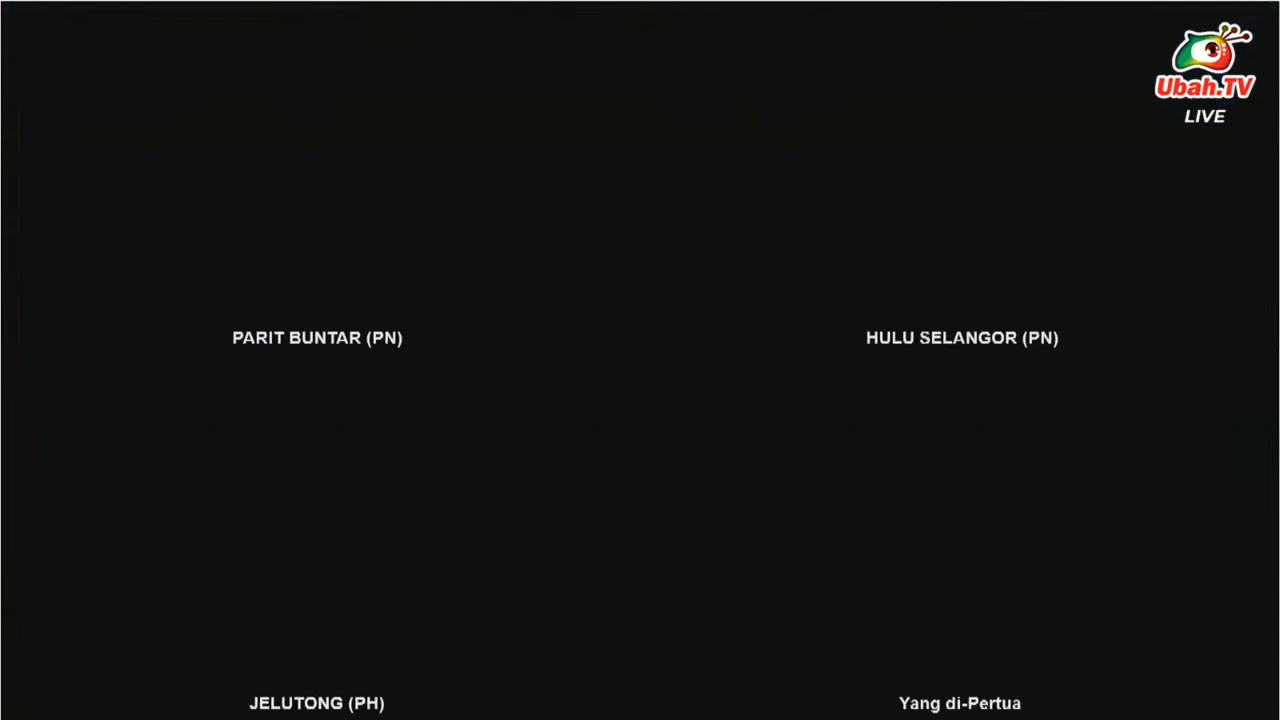 Ubah.TV
LIVE
PARIT BUNTAR (PN)
HULU SELANGOR (PN)
JELUTONG (PH)
Yang di-Pertua